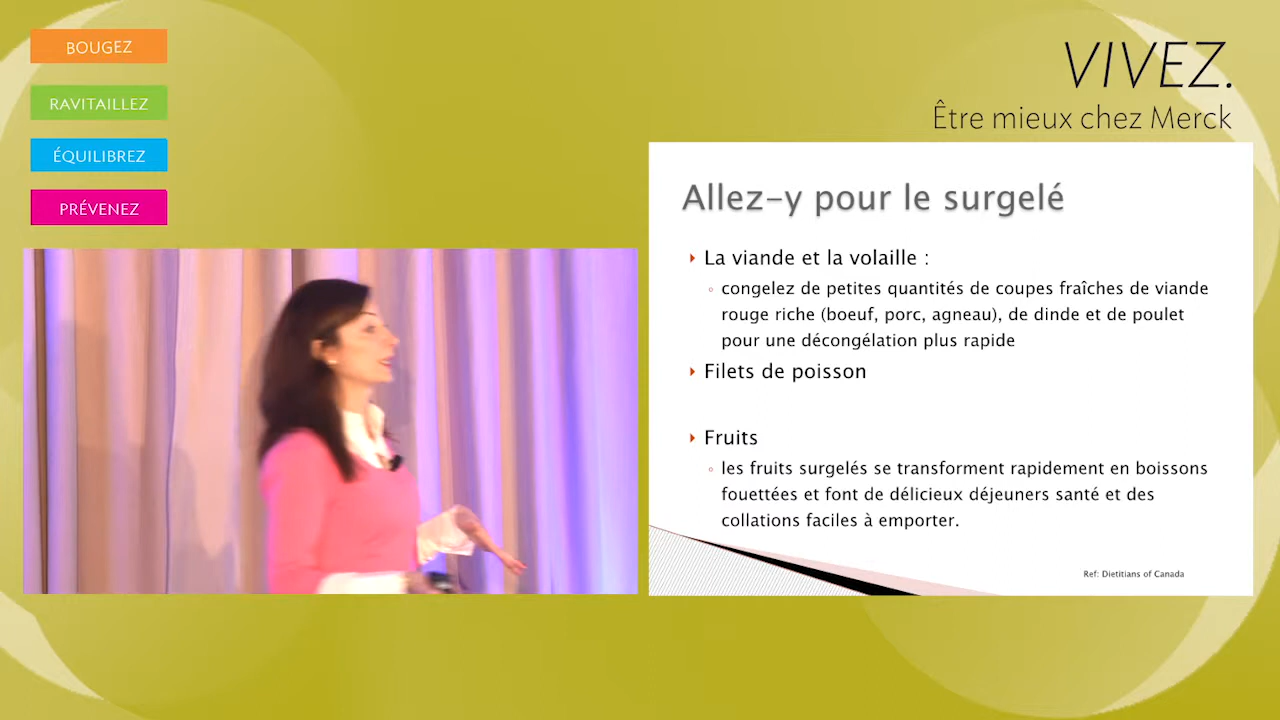 BOUGEZ
RAVITAILLEZ
ÉQUILIBREZ
PRÉVENEZ
VIVEZ.
Être mieux chez Merck
Allez-y pour le surgelé
La viande et la volaille :
congelez de petites quantités de coupes fraîches de viande
rouge riche (boeuf, porc, agneau), de dinde et de poulet
pour une décongélation plus rapide
Filets de poisson
Fruits
les fruits surgelés se transforment rapidement en boissons
fouettées et font de délicieux déjeuners santé et des
collations faciles à emporter.
Ref: Dietitians of Canada